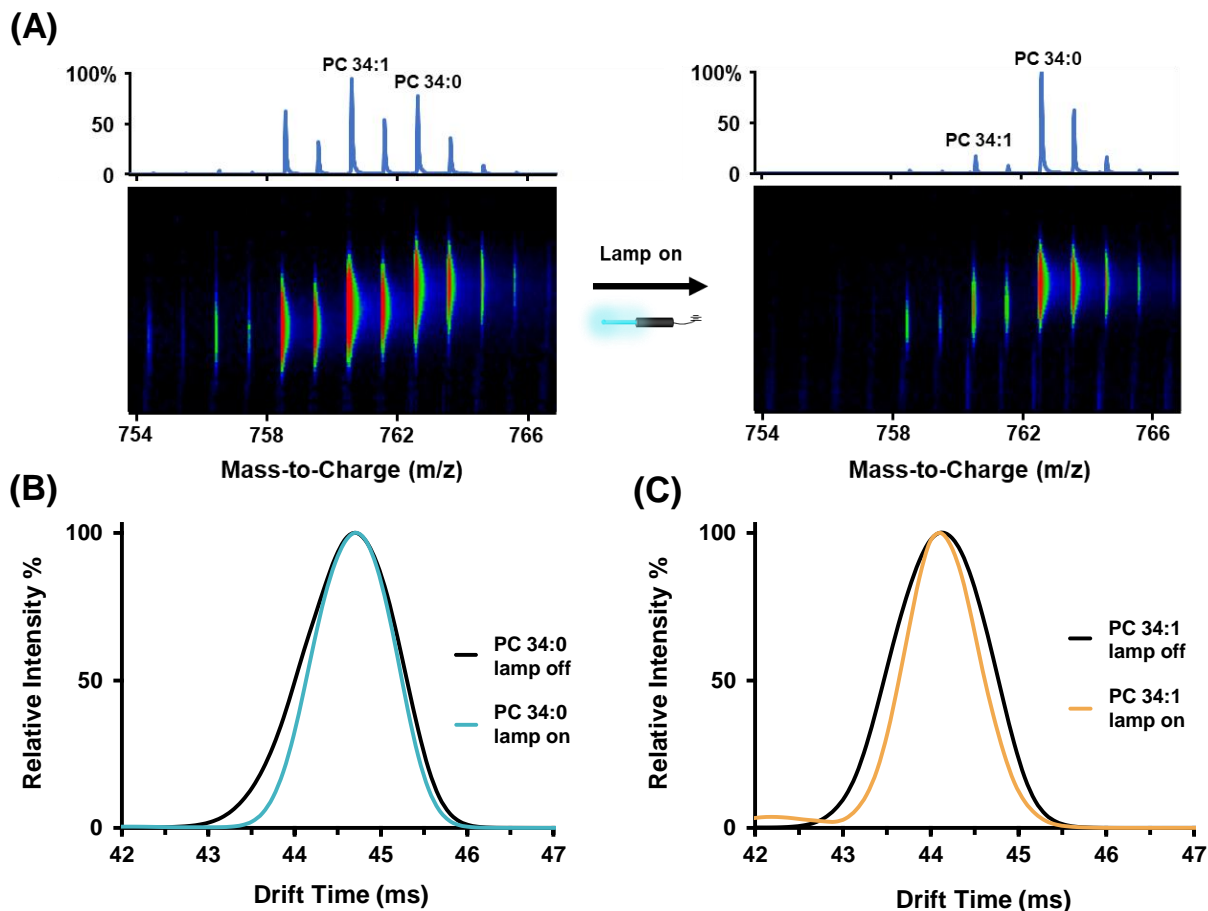 (A)
PC 34:1
PC 34:0
100%
50
0
754
758
762
766
Mass-to-Charge (m/z)
Lamp on
PC 34:0
100%
PC 34:1
50
0
754
758
762
766
Mass-to-Charge (m/z)
(B)
Relative Intensity %
100
50
0
42
43
44
45
46
47
Drift Time (ms)
PC 34:0
lamp off
PC 34:0
lamp on
(C)
Relative Intensity %
100
50
0
42
43
44
45
46
47
Drift Time (ms)
PC 34:1
lamp off
PC 34:1
lamp on